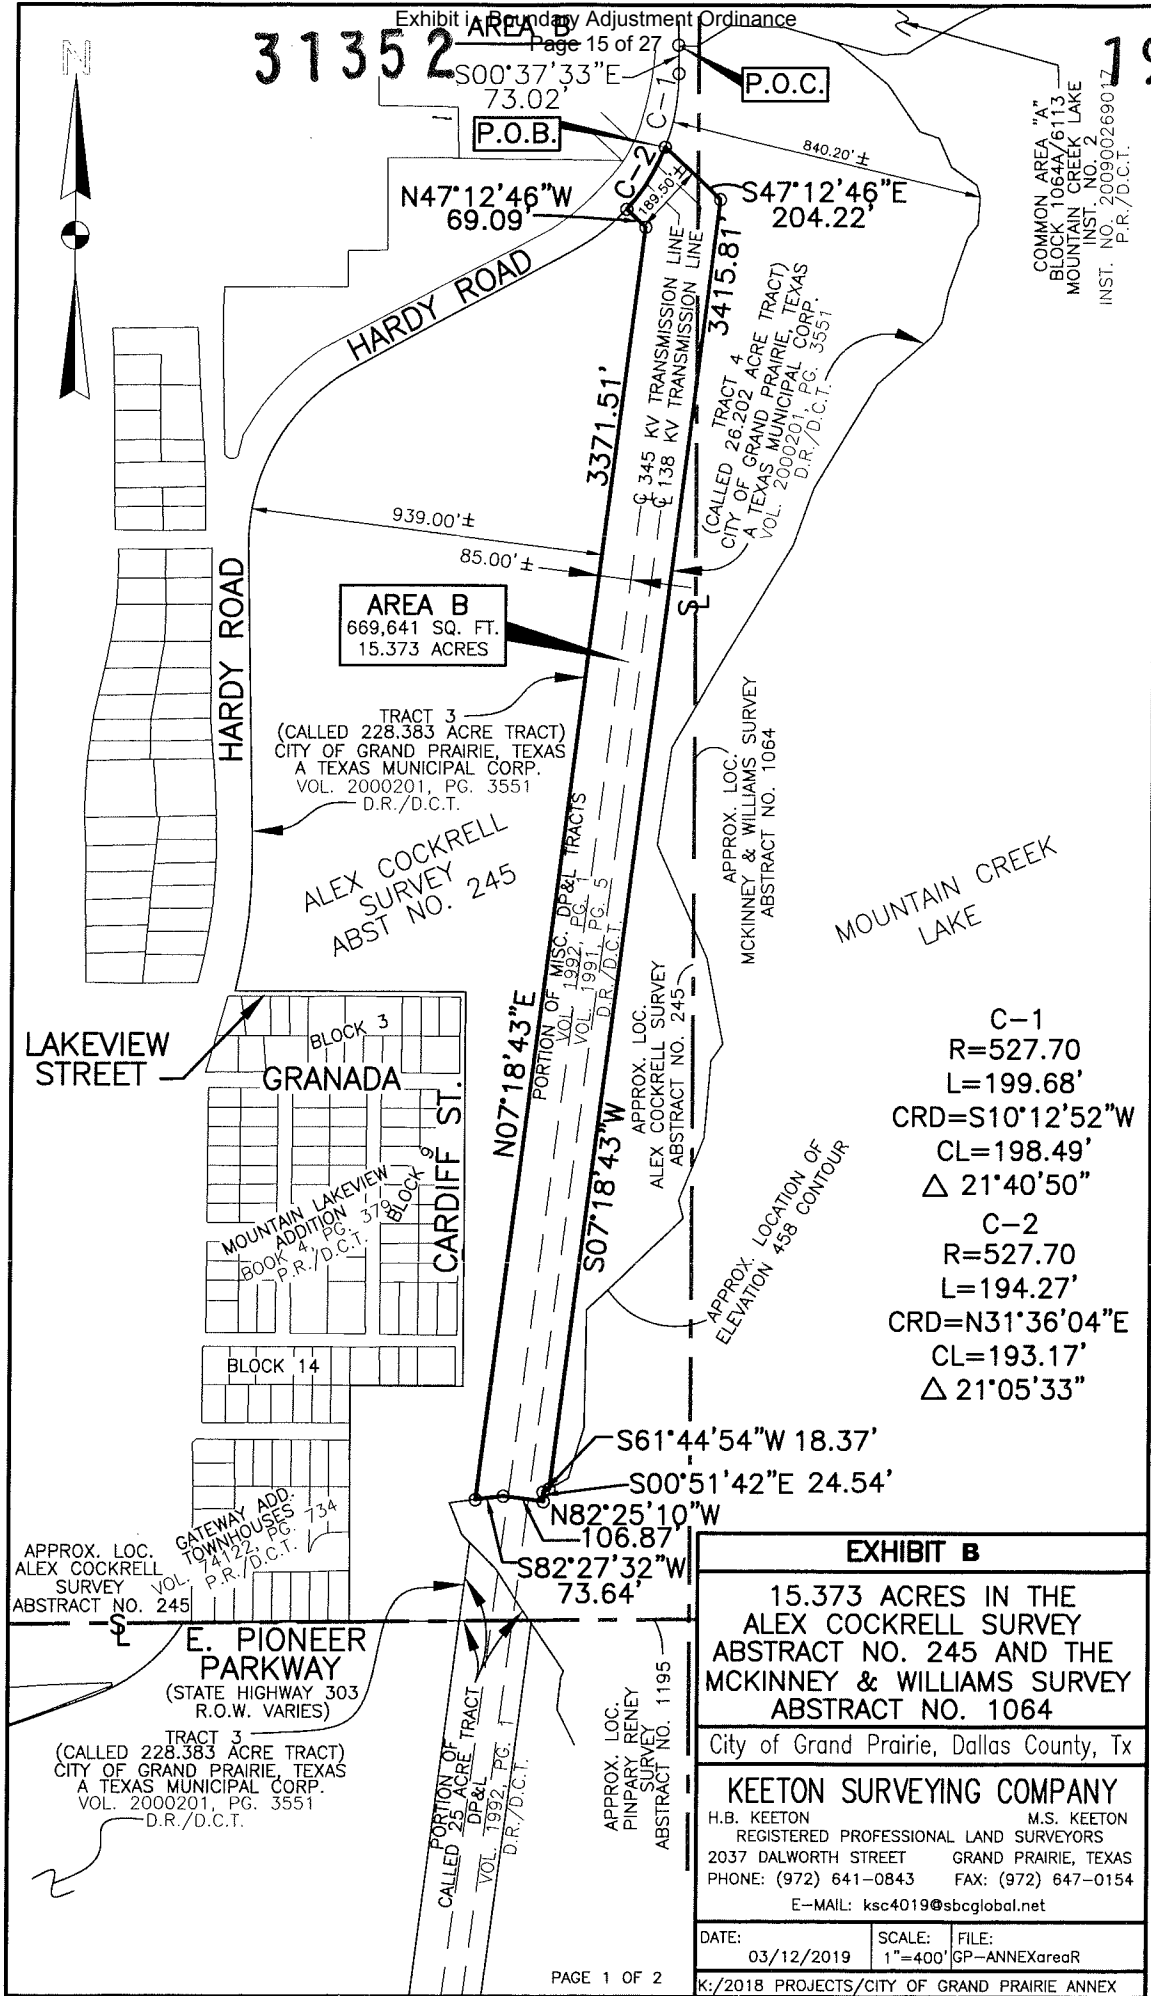 Exhibit i - Boundary Adjustment Ordinance
Page 15 of 27
AREA B
31352
19
N
S00°37'33"E
73.02'
P.O.C.
P.O.B.
C-1
C-2
840.20'±
COMMON AREA "A"
BLOCK 1064A/6113
MOUNTAIN CREEK LAKE
INST. NO. 2
INST. NO. 200900269017
P.R./D.C.T.
N47°12'46"W
69.09'
189.50'±
S47°12'46"E
204.22'
HARDY ROAD
3415.81'
3371.51'
℄ 345 KV TRANSMISSION LINE
℄ 138 KV TRANSMISSION LINE
TRACT 4
(CALLED 26.202 ACRE TRACT)
CITY OF GRAND PRAIRIE, TEXAS
A TEXAS MUNICIPAL CORP.
VOL. 2000201, PG. 3551
D.R./D.C.T.
939.00'±
85.00'±
HARDY ROAD
AREA B
669,641 SQ. FT.
15.373 ACRES
SL
TRACT 3
(CALLED 228.383 ACRE TRACT)
CITY OF GRAND PRAIRIE, TEXAS
A TEXAS MUNICIPAL CORP.
VOL. 2000201, PG. 3551
D.R./D.C.T.
APPROX. LOC.
MCKINNEY & WILLIAMS SURVEY
ABSTRACT NO. 1064
ALEX COCKRELL
SURVEY
ABST NO. 245
PORTION OF MISC. DP&L TRACTS
VOL. 1992, PG. 1
VOL. 1991, PG. 5
D.R./D.C.T.
MOUNTAIN CREEK
LAKE
APPROX. LOC.
ALEX COCKRELL SURVEY
ABSTRACT NO. 245
LAKEVIEW
STREET
BLOCK 3
GRANADA
CARDIFF ST.
N07°18'43"E
S07°18'43"W
C-1
R=527.70
L=199.68'
CRD=S10°12'52"W
CL=198.49'
△ 21°40'50"
C-2
R=527.70
L=194.27'
CRD=N31°36'04"E
CL=193.17'
△ 21°05'33"
MOUNTAIN LAKEVIEW
ADDITION
BOOK 4, PG. 379
P.R./D.C.T.
BLOCK 9
APPROX. LOCATION OF
ELEVATION 458 CONTOUR
BLOCK 14
S61°44'54"W 18.37'
S00°51'42"E 24.54'
N82°25'10"W
106.87'
S82°27'32"W
73.64'
GATEWAY ADD.
TOWNHOUSES
VOL. 74122, PG. 734
P.R./D.C.T.
APPROX. LOC.
ALEX COCKRELL
SURVEY
ABSTRACT NO. 245
SL
E. PIONEER
PARKWAY
(STATE HIGHWAY 303
R.O.W. VARIES)
TRACT 3
(CALLED 228.383 ACRE TRACT)
CITY OF GRAND PRAIRIE, TEXAS
A TEXAS MUNICIPAL CORP.
VOL. 2000201, PG. 3551
D.R./D.C.T.
PORTION OF
CALLED 25 ACRE TRACT
DP&L
VOL. 1992, PG. 1
D.R./D.C.T.
APPROX. LOC.
PINPARY RENEY
SURVEY
ABSTRACT NO. 1195
EXHIBIT B
15.373 ACRES IN THE
ALEX COCKRELL SURVEY
ABSTRACT NO. 245 AND THE
MCKINNEY & WILLIAMS SURVEY
ABSTRACT NO. 1064
City of Grand Prairie, Dallas County, Tx
KEETON SURVEYING COMPANY
H.B. KEETON M.S. KEETON
REGISTERED PROFESSIONAL LAND SURVEYORS
2037 DALWORTH STREET GRAND PRAIRIE, TEXAS
PHONE: (972) 641-0843 FAX: (972) 647-0154
E-MAIL: ksc4019@sbcglobal.net
DATE: 03/12/2019
SCALE: 1"=400'
FILE: GP-ANNEXareaR
PAGE 1 OF 2
K:/2018 PROJECTS/CITY OF GRAND PRAIRIE ANNEX